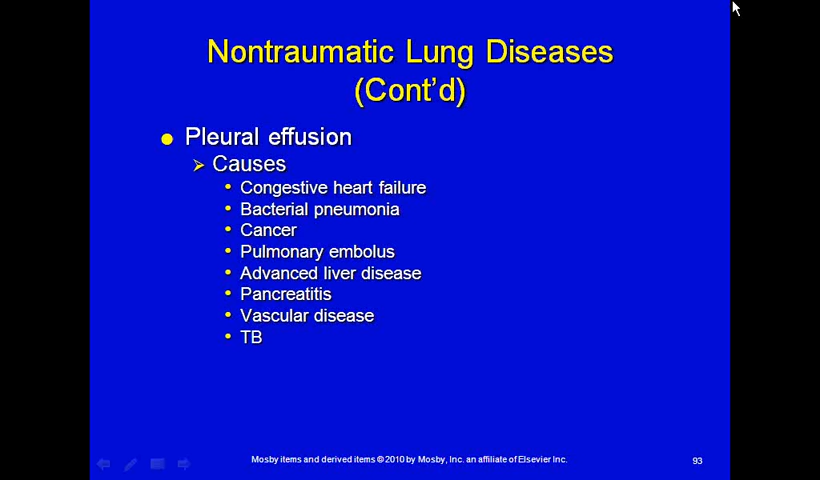 Nontraumatic Lung Diseases
(Cont’d)
Pleural effusion
Causes
Congestive heart failure
Bacterial pneumonia
Cancer
Pulmonary embolus
Advanced liver disease
Pancreatitis
Vascular disease
TB
Mosby items and derived items © 2010 by Mosby, Inc. an affiliate of Elsevier Inc.
93